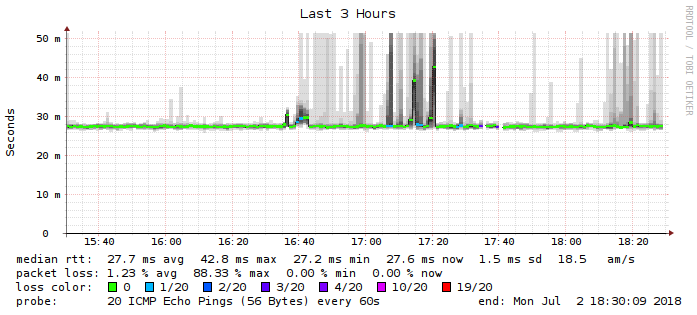 Last 3 Hours
RRDTOOL / TOBI OETIKER
Seconds
50 m
40 m
30 m
20 m
10 m
0
15:40 16:00 16:20 16:40 17:00 17:20 17:40 18:00 18:20
median rtt: 27.7 ms avg 42.8 ms max 27.2 ms min 27.6 ms now 1.5 ms sd 18.5 am/s
packet loss: 1.23 % avg 88.33 % max 0.00 % min 0.00 % now
loss color: 0 1/20 2/20 3/20 4/20 10/20 19/20
probe: 20 ICMP Echo Pings (56 Bytes) every 60s end: Mon Jul 2 18:30:09 2018